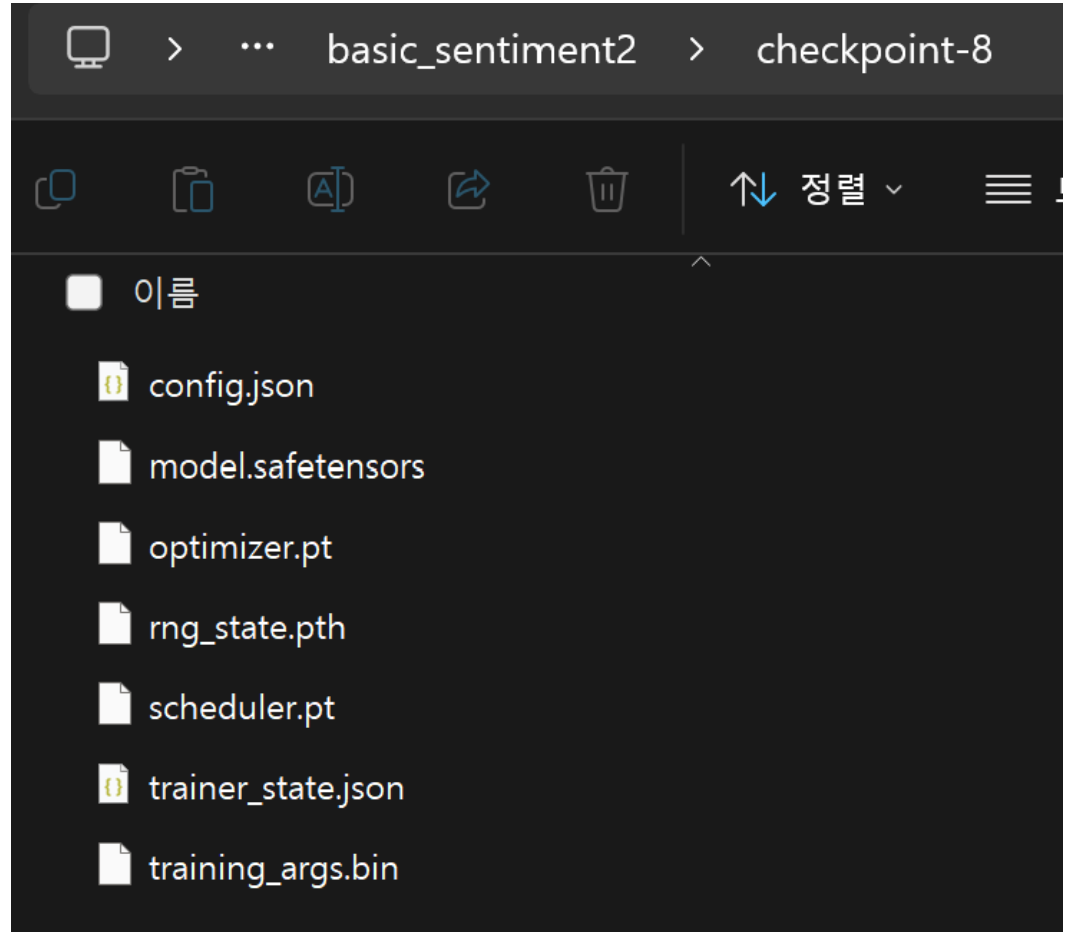 > ... basic_sentiment2 > checkpoint-8
정렬
이름
config.json
model.safetensors
optimizer.pt
rng_state.pth
scheduler.pt
trainer_state.json
training_args.bin